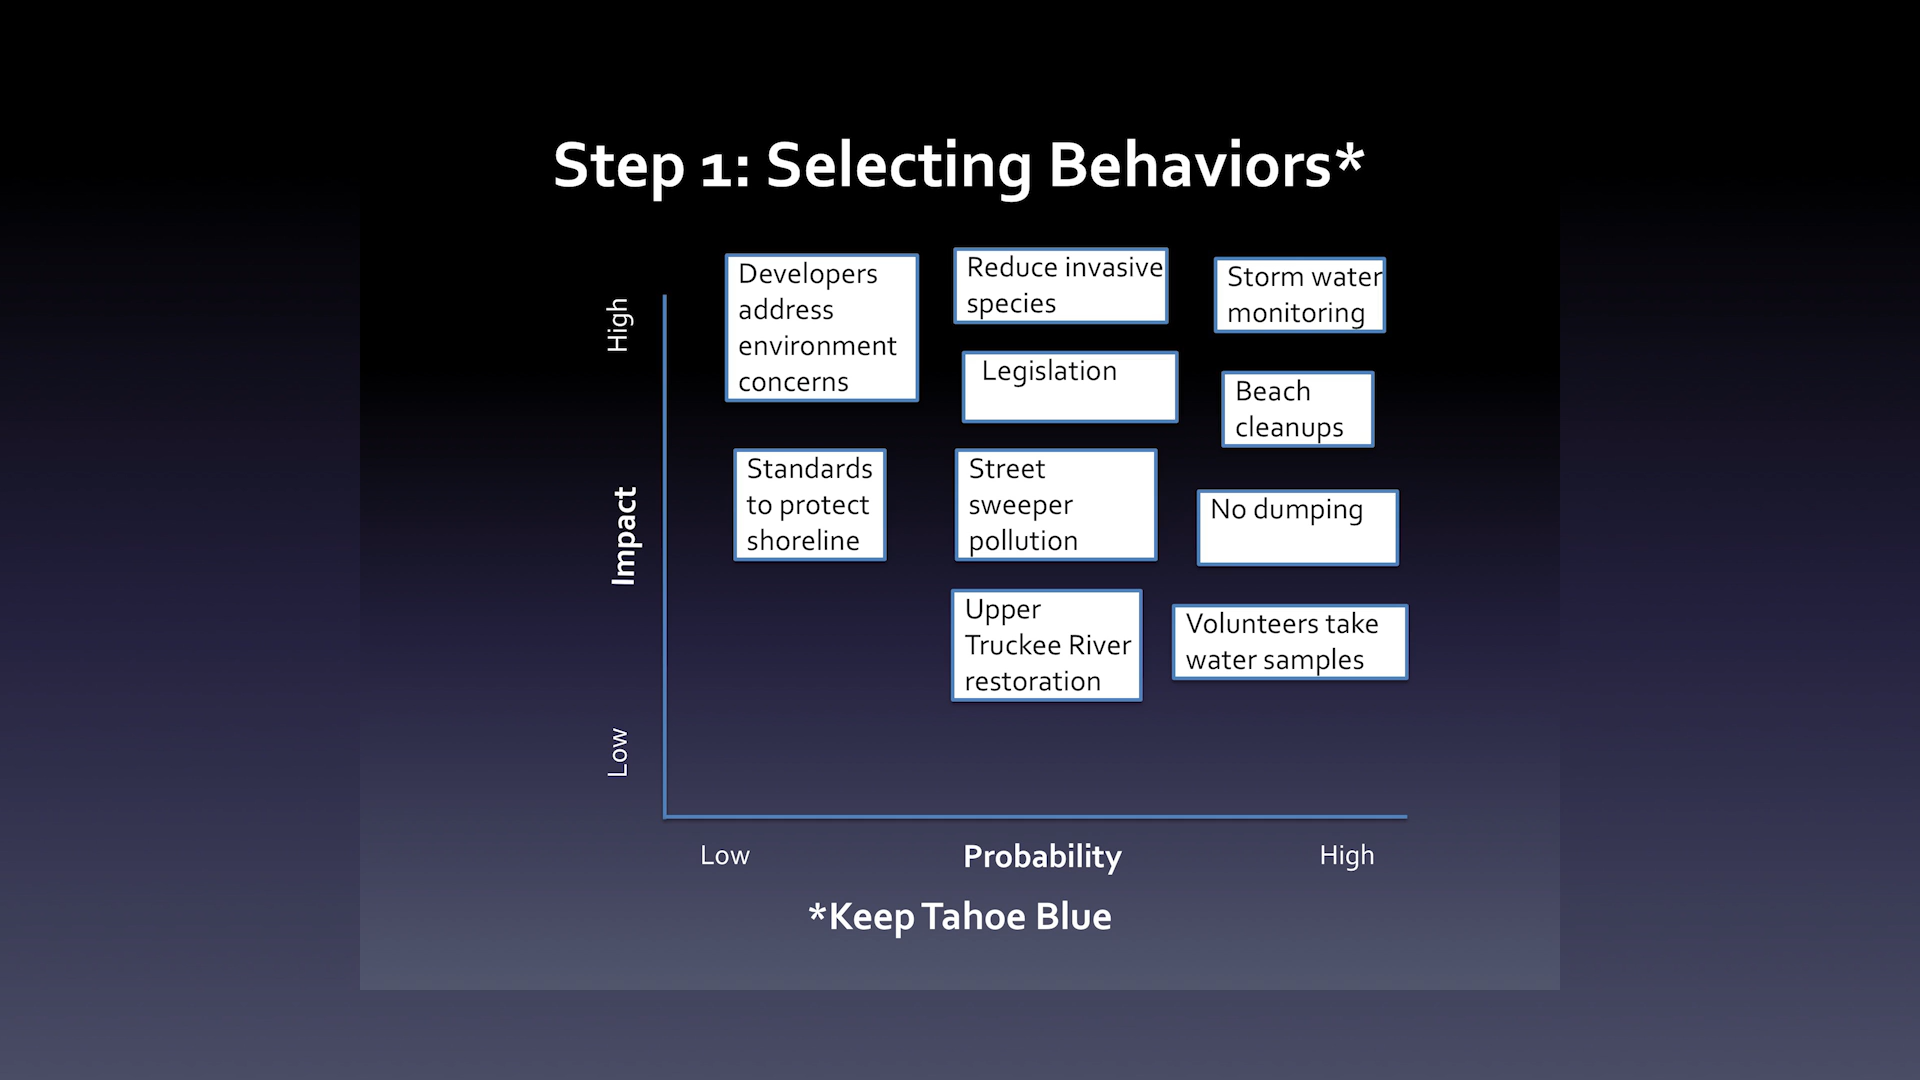 Step 1: Selecting Behaviors*
High
Impact
Low
Developers
address
environment
concerns
Reduce invasive
species
Storm water
monitoring
Legislation
Beach
cleanups
Standards
to protect
shoreline
Street
sweeper
pollution
No dumping
Upper
Truckee River
restoration
Volunteers take
water samples
Low
Probability
High
*Keep Tahoe Blue